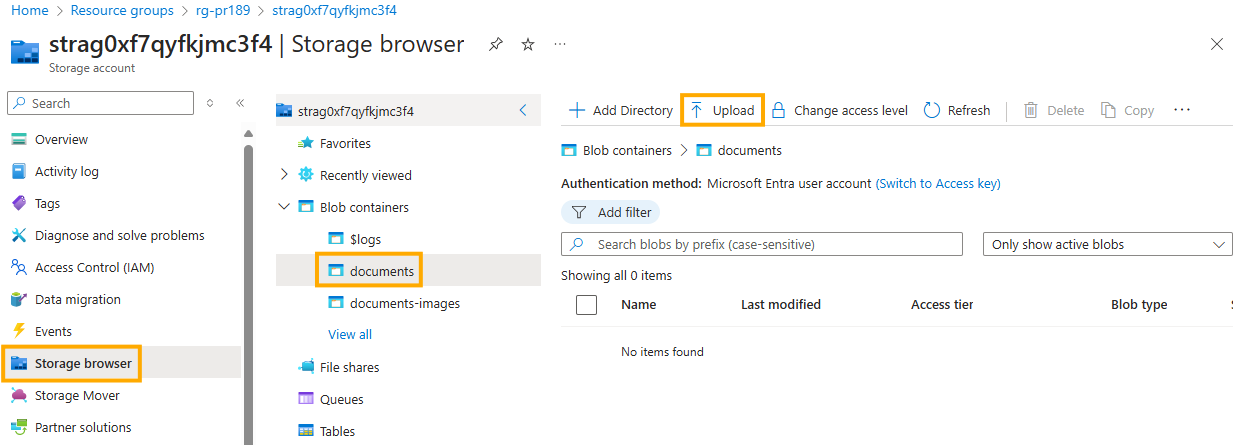 Home > Resource groups > rg-pr189 > strag0xf7qyfkjmc3f4
strag0xf7qyfkjmc3f4 | Storage browser
Storage account
Search
Overview
Activity log
Tags
Diagnose and solve problems
Access Control (IAM)
Data migration
Events
Storage browser
Storage Mover
Partner solutions
strag0xf7qyfkjmc3f4
Favorites
Recently viewed
Blob containers
$logs
documents
documents-images
View all
File shares
Queues
Tables
Add Directory Upload Change access level Refresh Delete Copy
Blob containers > documents
Authentication method: Microsoft Entra user account (Switch to Access key)
Add filter
Search blobs by prefix (case-sensitive) Only show active blobs
Showing all 0 items
Name Last modified Access tier Blob type
No items found